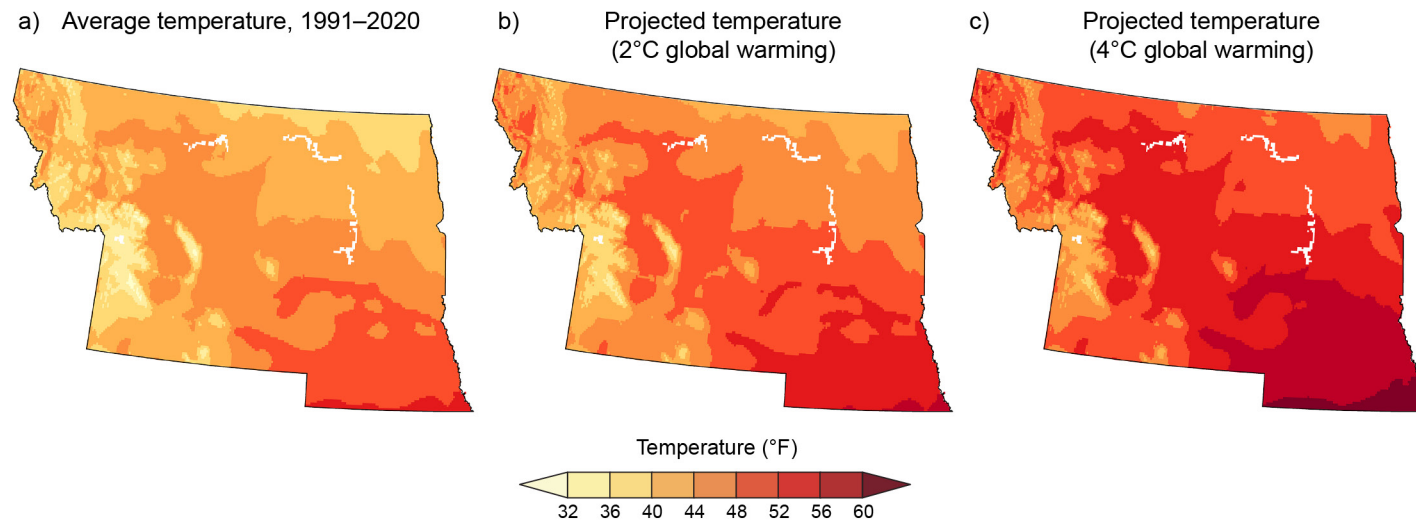 a) Average temperature, 1991–2020
b) Projected temperature
(2°C global warming)
c) Projected temperature
(4°C global warming)
Temperature (°F)
32 36 40 44 48 52 56 60